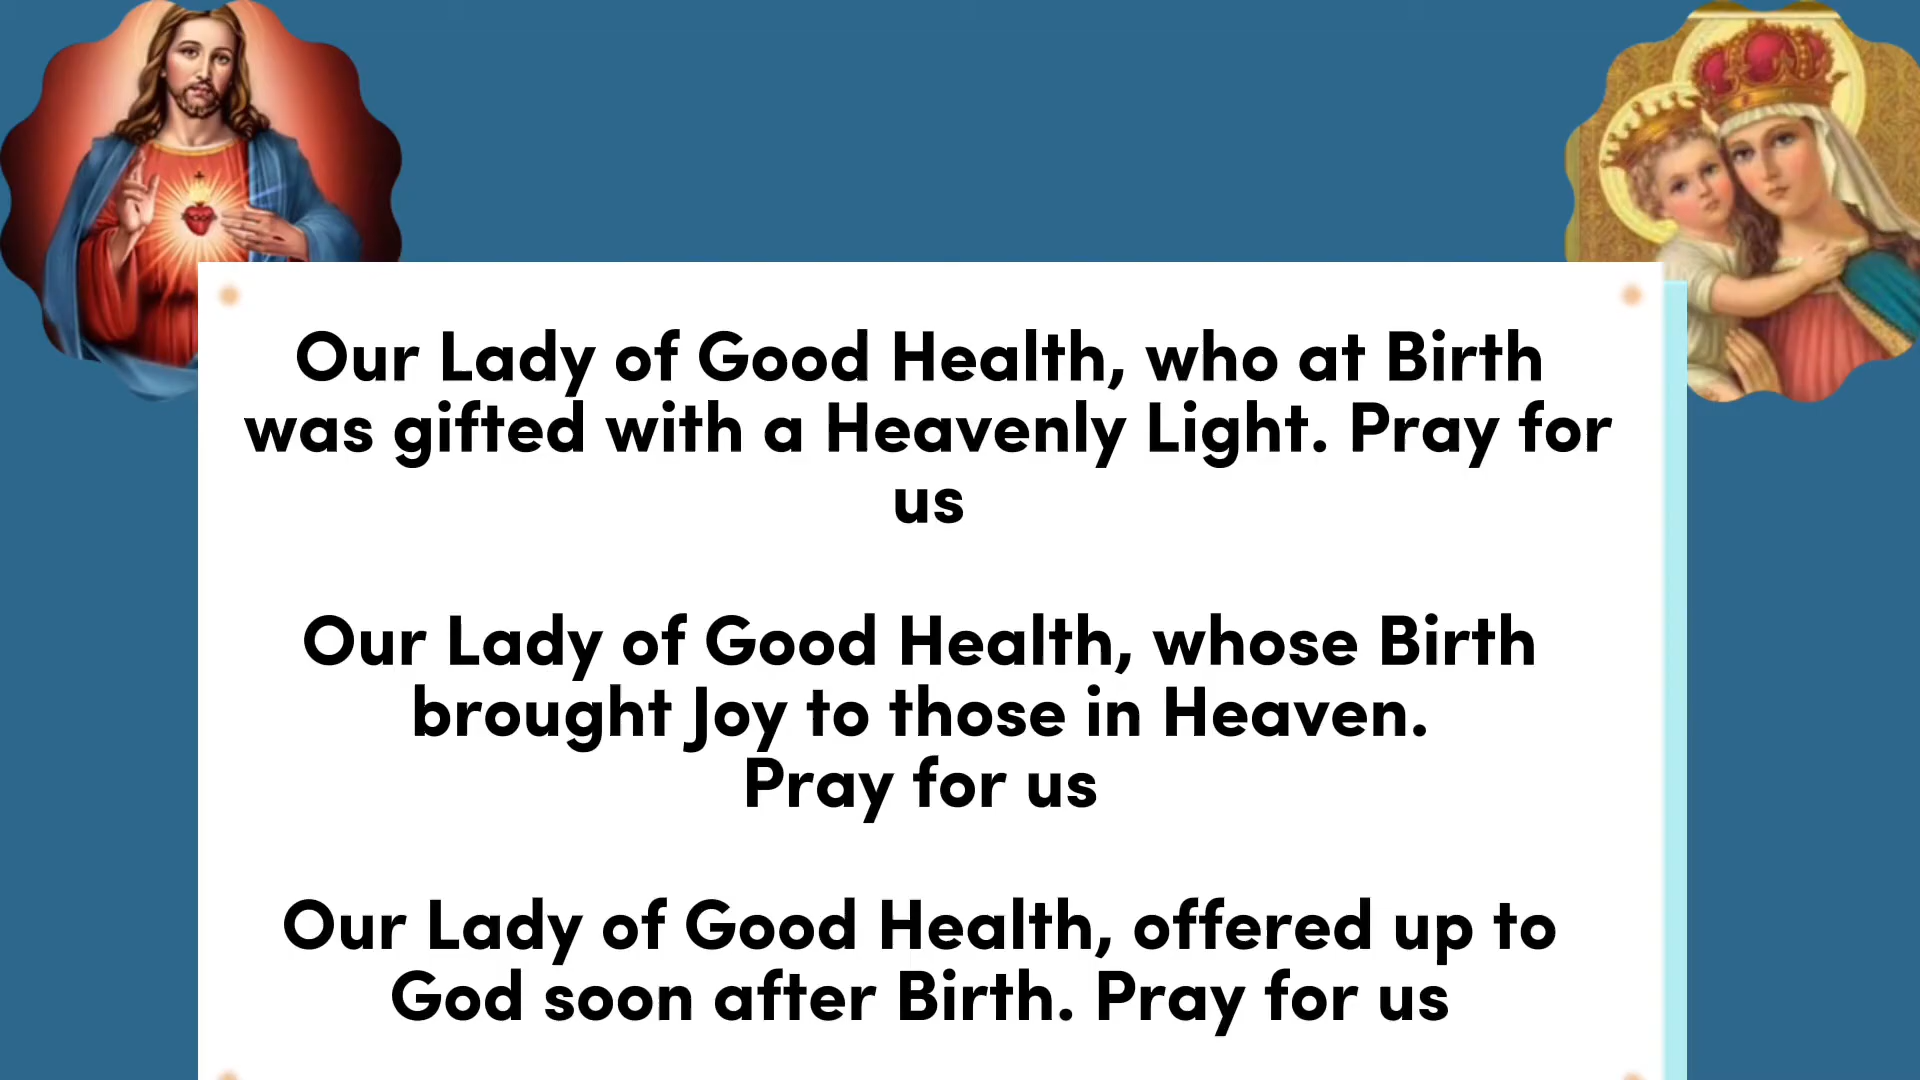 Our Lady of Good Health, who at Birth
was gifted with a Heavenly Light. Pray for
us
Our Lady of Good Health, whose Birth
brought Joy to those in Heaven.
Pray for us
Our Lady of Good Health, offered up to
God soon after Birth. Pray for us